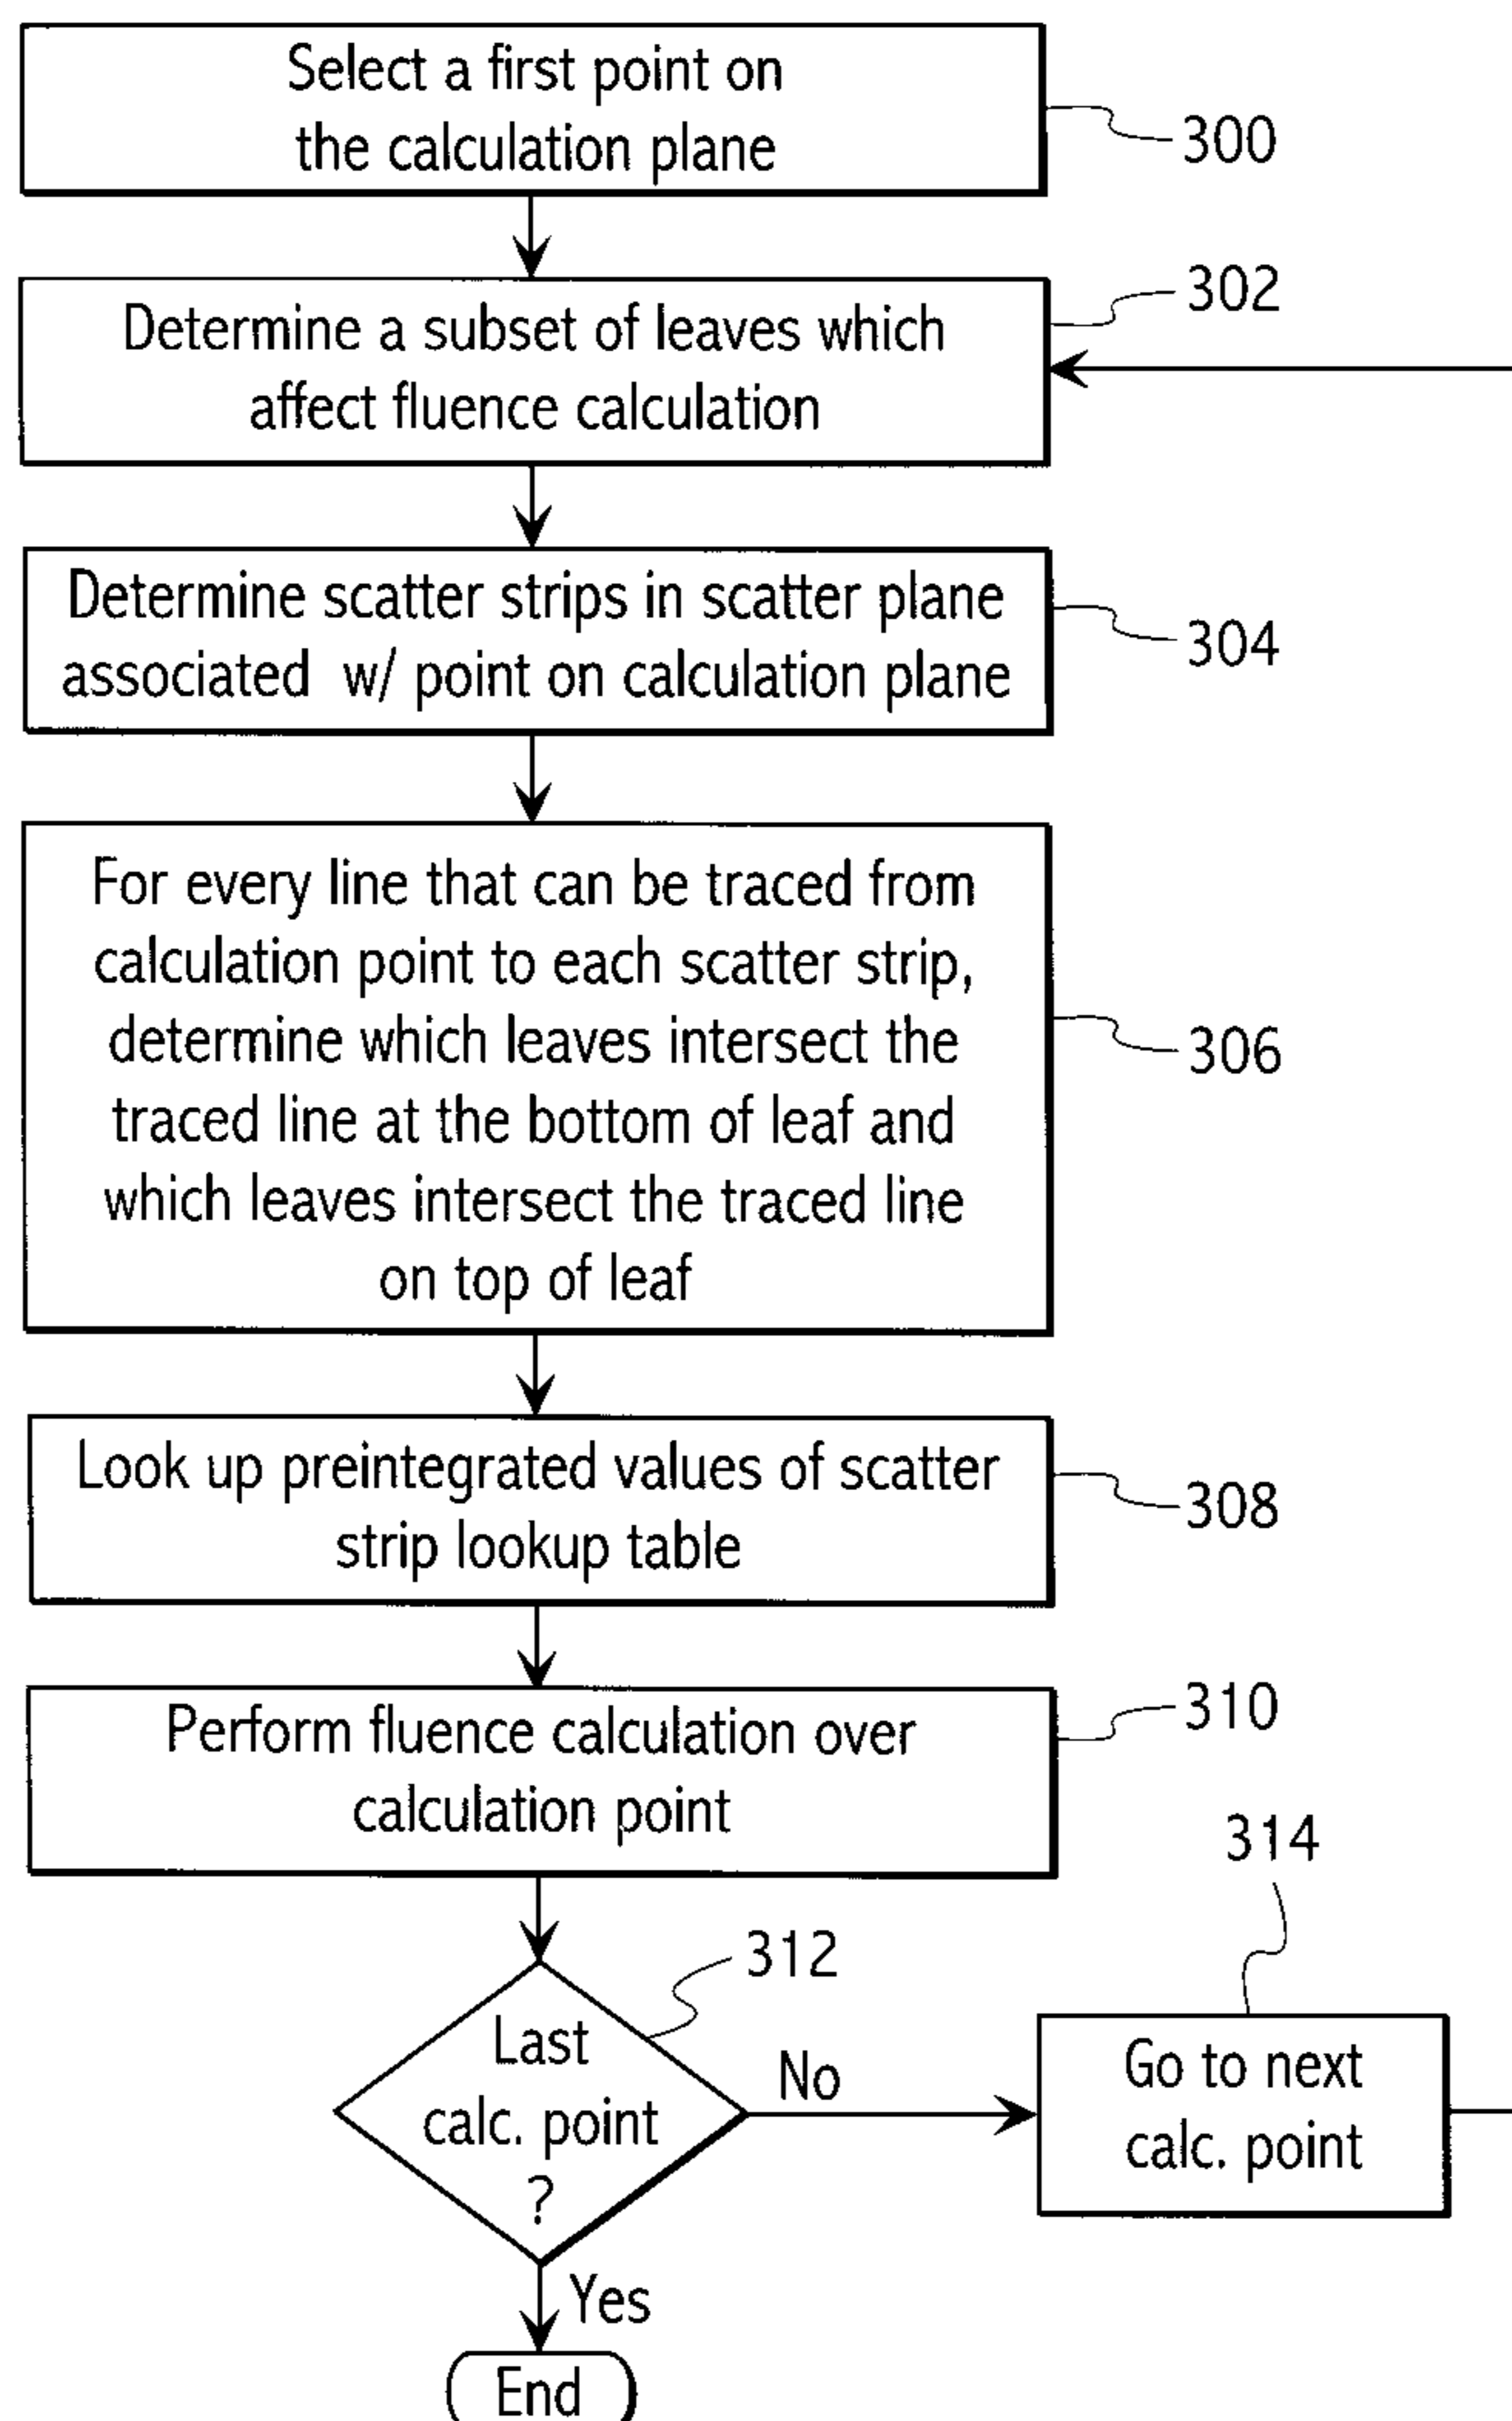 Select a first point on
the calculation plane
300
Determine a subset of leaves which
affect fluence calculation
302
Determine scatter strips in scatter plane
associated w/ point on calculation plane
304
For every line that can be traced from
calculation point to each scatter strip,
determine which leaves intersect the
traced line at the bottom of leaf and
which leaves intersect the traced line
on top of leaf
306
Look up preintegrated values of scatter
strip lookup table
308
Perform fluence calculation over
calculation point
310
Last
calc. point
?
312
No
Go to next
calc. point
314
Yes
End